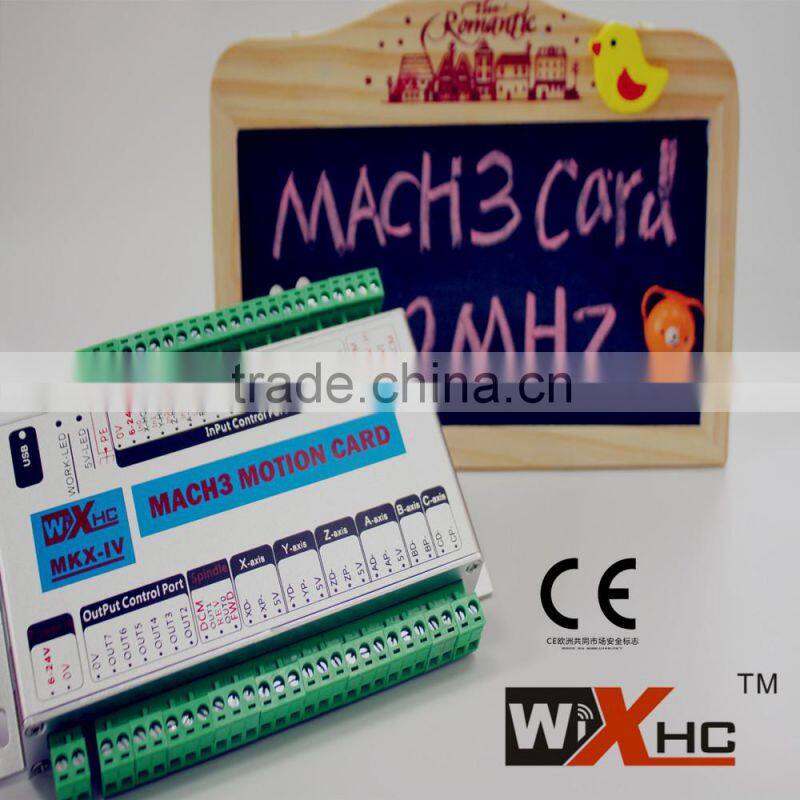 The
Romantic
MACH3 Card
2MHZ
trade.china.cn
USB
WORK-LED
5V-LED
PE
0V
6-24V
InPut Control Port
WiXHC
MKX-IV
MACH3 MOTION CARD
6-24V
0V
OutPut Control Port
0V
OUT7
OUT6
OUT5
OUT4
OUT3
OUT2
Spindle
DCM
OUT1
REV
OUT0
FWD
X-axis
XD-
XP-
5V
Y-axis
YD-
YP-
5V
Z-axis
ZD-
ZP-
5V
A-axis
AD-
AP-
5V
B-axis
BD-
BP-
C-axis
CD-
CP-
CE
CE欧洲共同市场安全标志
WiXHC
TM